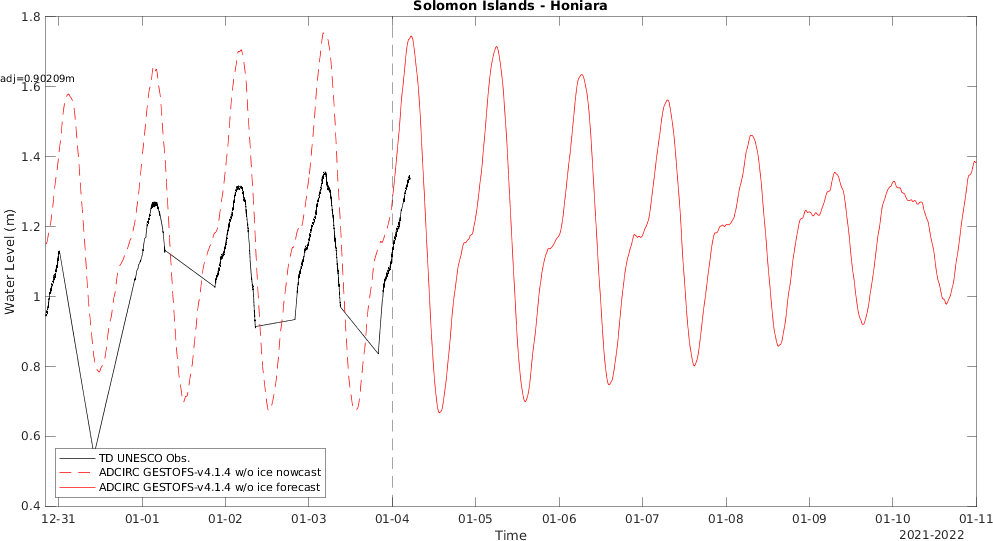 Solomon Islands - Honiara
adj=0.90209m
1.8
1.6
1.4
1.2
1
0.8
0.6
0.4
Water Level (m)
TD UNESCO Obs.
ADCIRC GESTOFS-v4.1.4 w/o ice nowcast
ADCIRC GESTOFS-v4.1.4 w/o ice forecast
12-31 01-01 01-02 01-03 01-04 01-05 01-06 01-07 01-08 01-09 01-10 01-11
Time
2021-2022